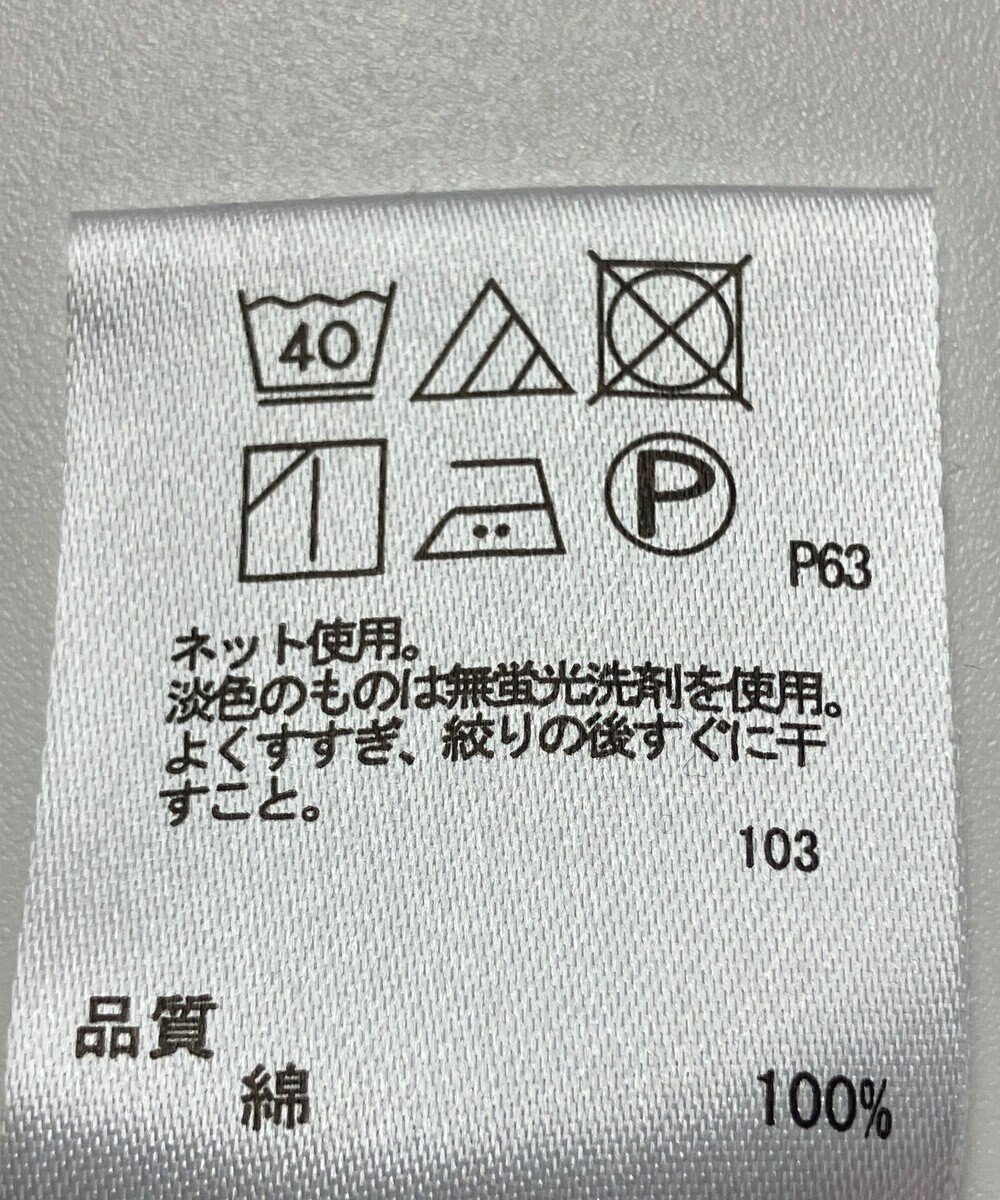 40
P
P63
ネット使用。
淡色のものは無蛍光洗剤を使用。
よくすすぎ、絞りの後すぐに干
すこと。
103
品質
綿 100%